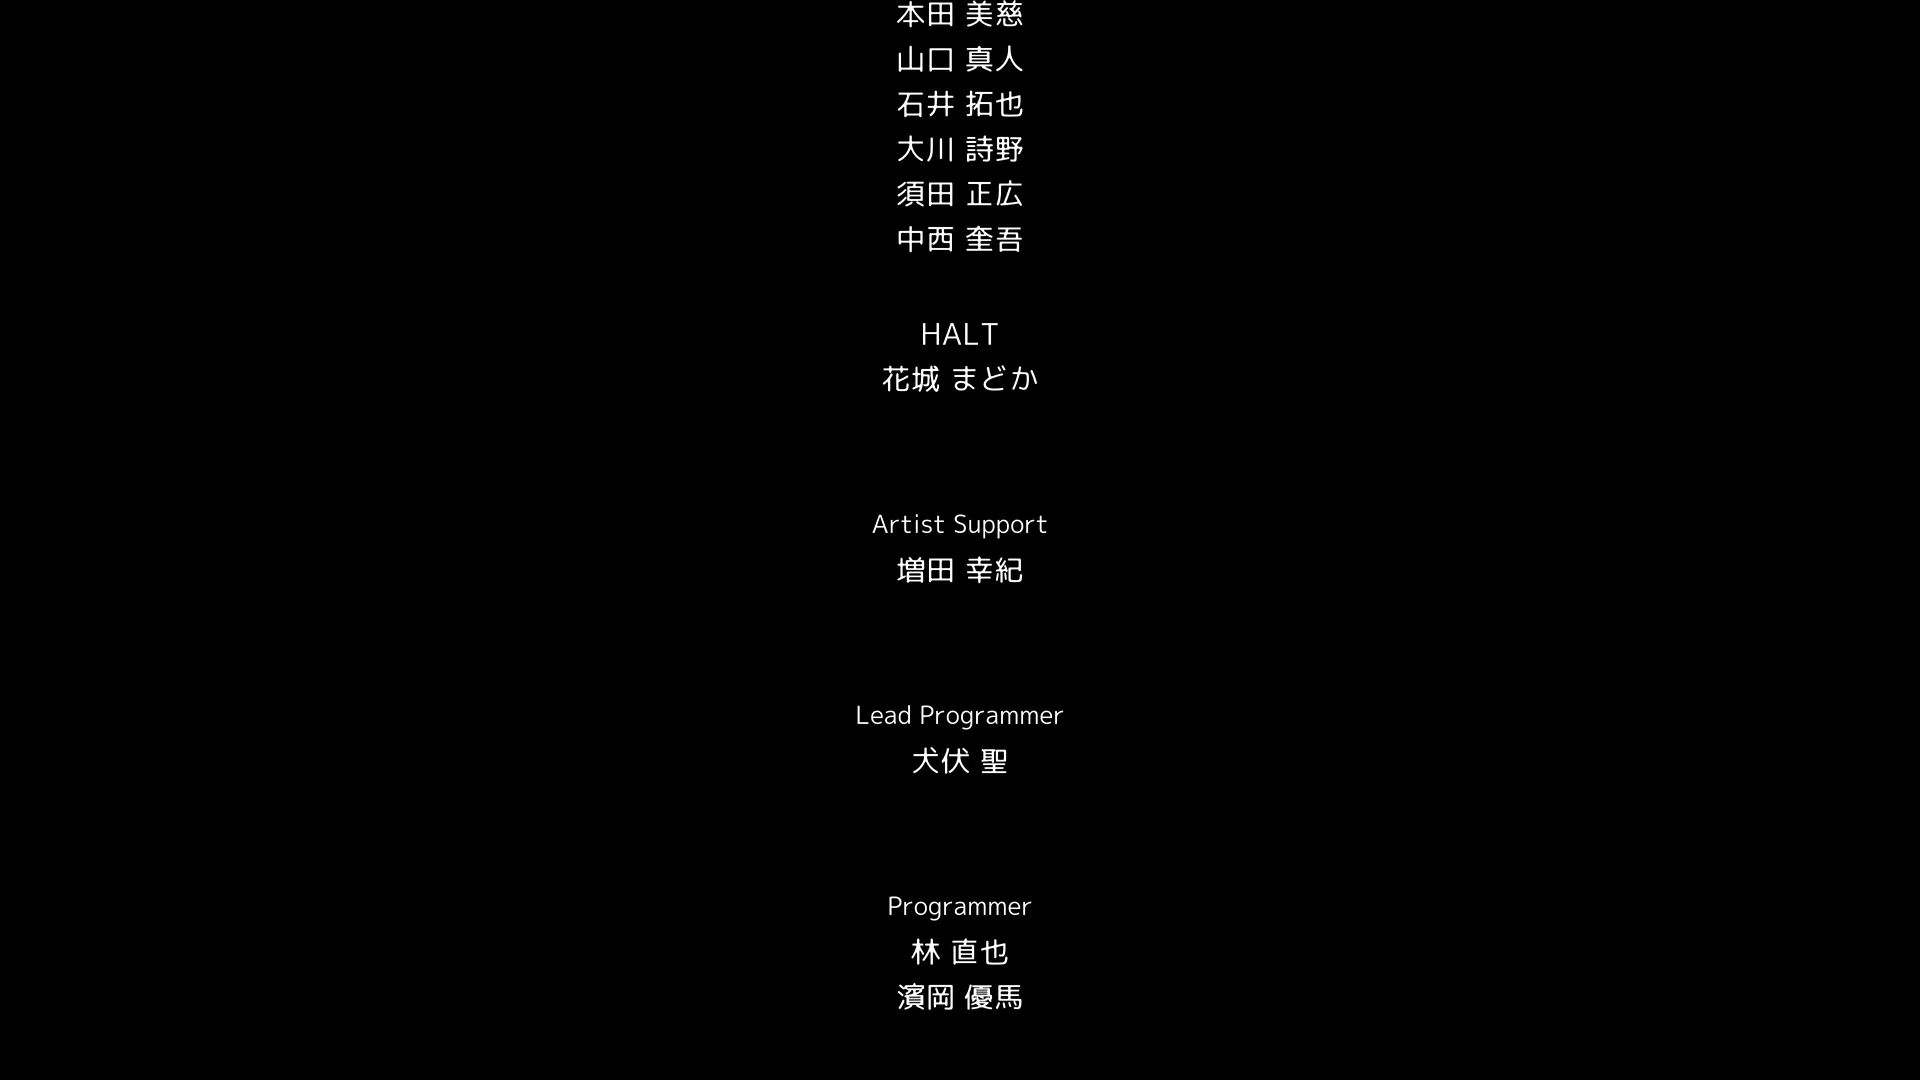 本田 美慈
山口 真人
石井 拓也
大川 詩野
須田 正広
中西 奎吾
HALT
花城 まどか
Artist Support
増田 幸紀
Lead Programmer
犬伏 聖
Programmer
林 直也
濱岡 優馬